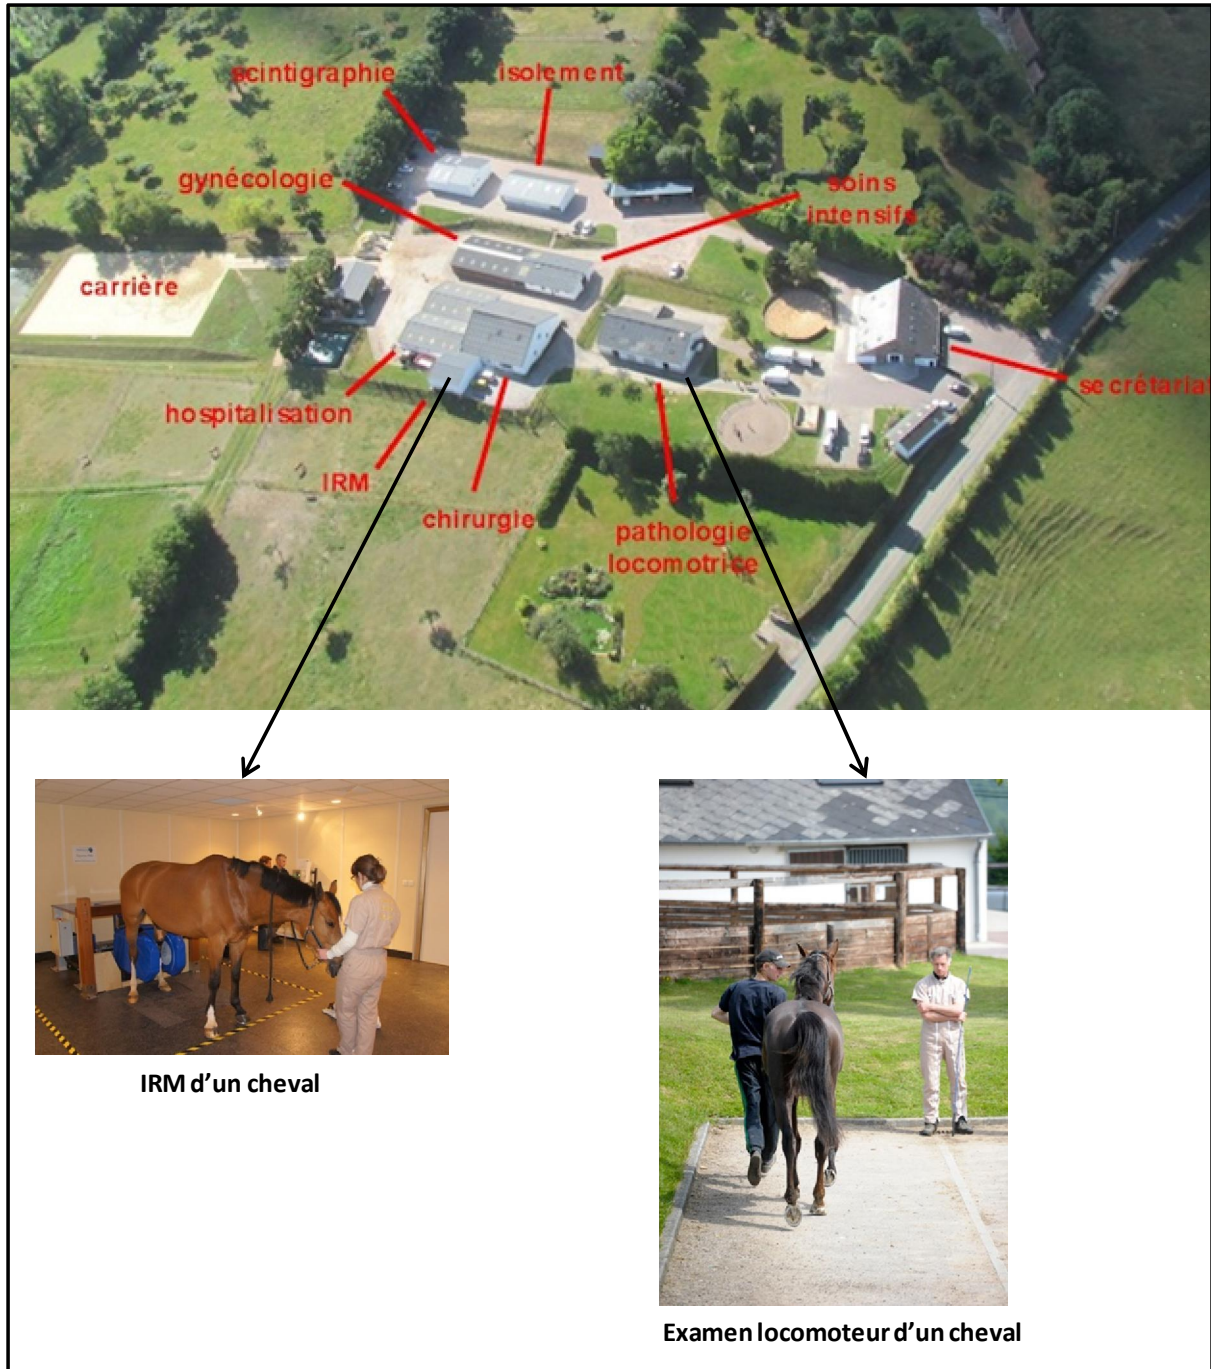 scintigraphie
isolement
gynécologie
soins
intensifs
carrière
secrétariat
hospitalisation
IRM
chirurgie
pathologie
locomotrice
IRM d’un cheval
Examen locomoteur d’un cheval